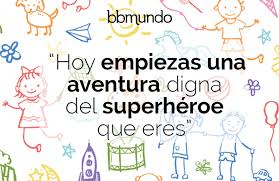 bbmundo
“Hoy empiezas una
aventura digna
del superhéroe
que eres”